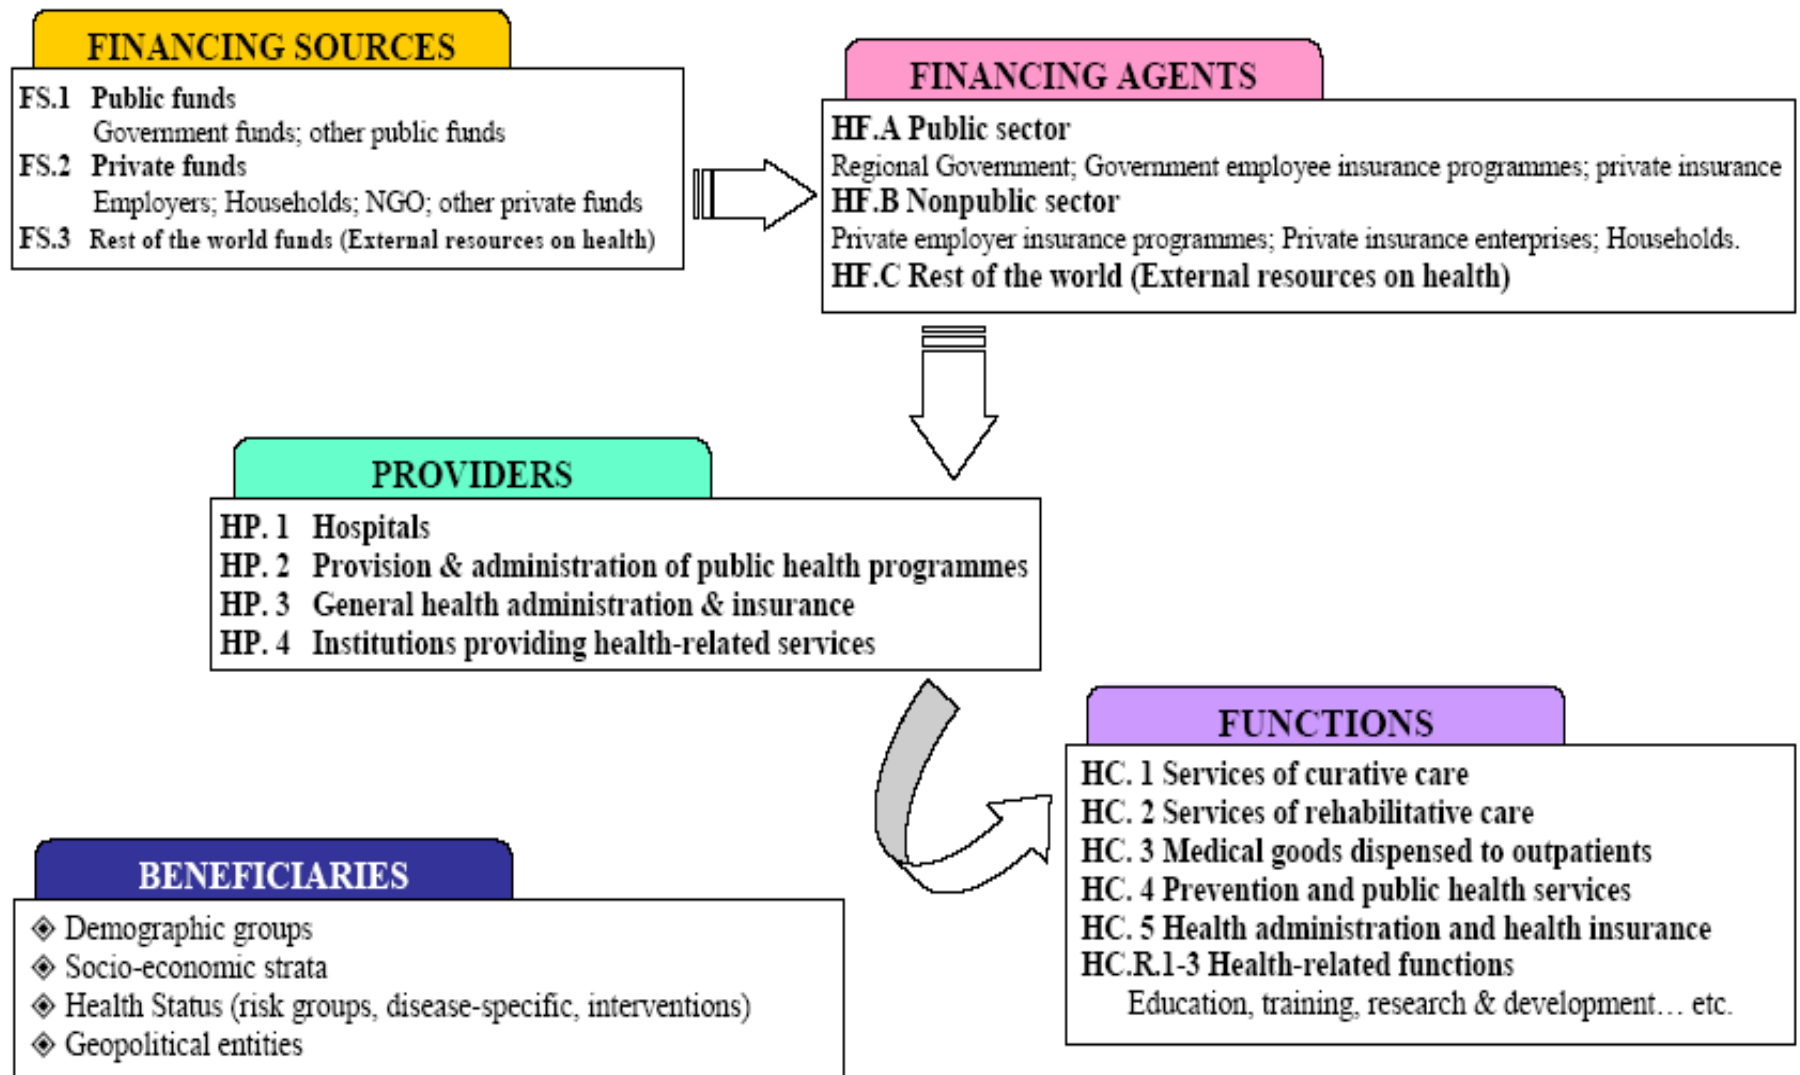 FINANCING SOURCES
FS.1 Public funds
Government funds; other public funds
FS.2 Private funds
Employers; Households; NGO; other private funds
FS.3 Rest of the world funds (External resources on health)
FINANCING AGENTS
HF.A Public sector
Regional Government; Government employee insurance programmes; private insurance
HF.B Nonpublic sector
Private employer insurance programmes; Private insurance enterprises; Households.
HF.C Rest of the world (External resources on health)
PROVIDERS
HP. 1 Hospitals
HP. 2 Provision & administration of public health programmes
HP. 3 General health administration & insurance
HP. 4 Institutions providing health-related services
FUNCTIONS
HC. 1 Services of curative care
HC. 2 Services of rehabilitative care
HC. 3 Medical goods dispensed to outpatients
HC. 4 Prevention and public health services
HC. 5 Health administration and health insurance
HC.R.1-3 Health-related functions
Education, training, research & development… etc.
BENEFICIARIES
Demographic groups
Socio-economic strata
Health Status (risk groups, disease-specific, interventions)
Geopolitical entities